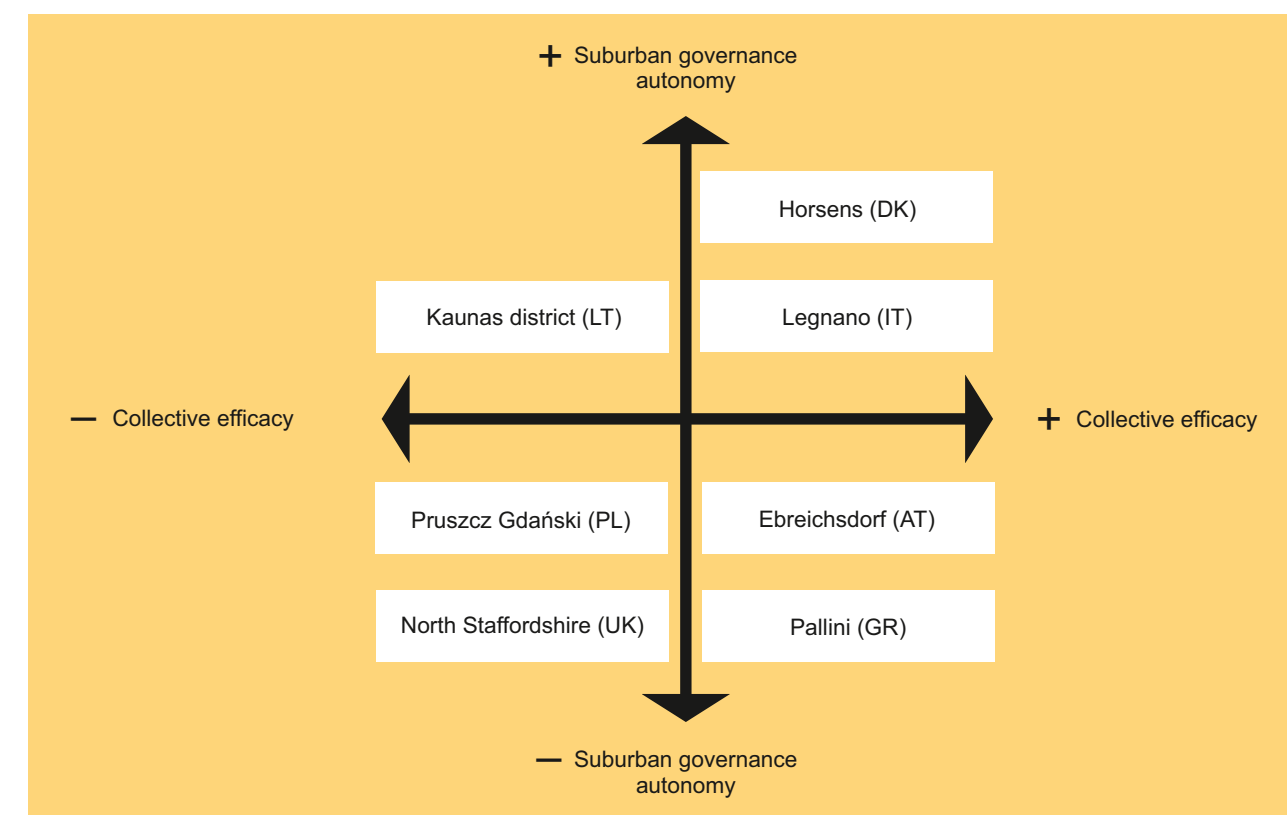 + Suburban governance
autonomy
Horsens (DK)
Kaunas district (LT)
Legnano (IT)
− Collective efficacy
+ Collective efficacy
Pruszcz Gdański (PL)
Ebreichsdorf (AT)
North Staffordshire (UK)
Pallini (GR)
− Suburban governance
autonomy